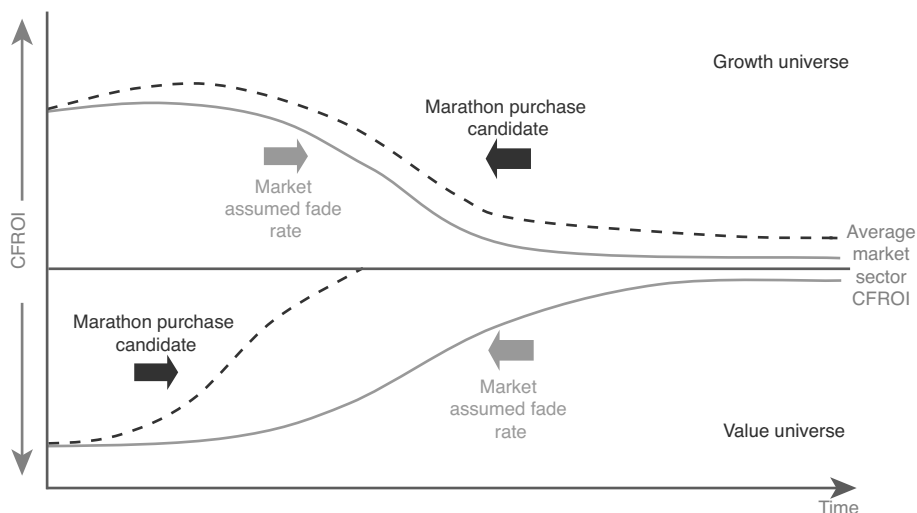 Growth universe
Marathon purchase
candidate
Market
assumed fade
rate
CFROI
Average
market
sector
CFROI
Marathon purchase
candidate
Market
assumed fade
rate
Value universe
Time